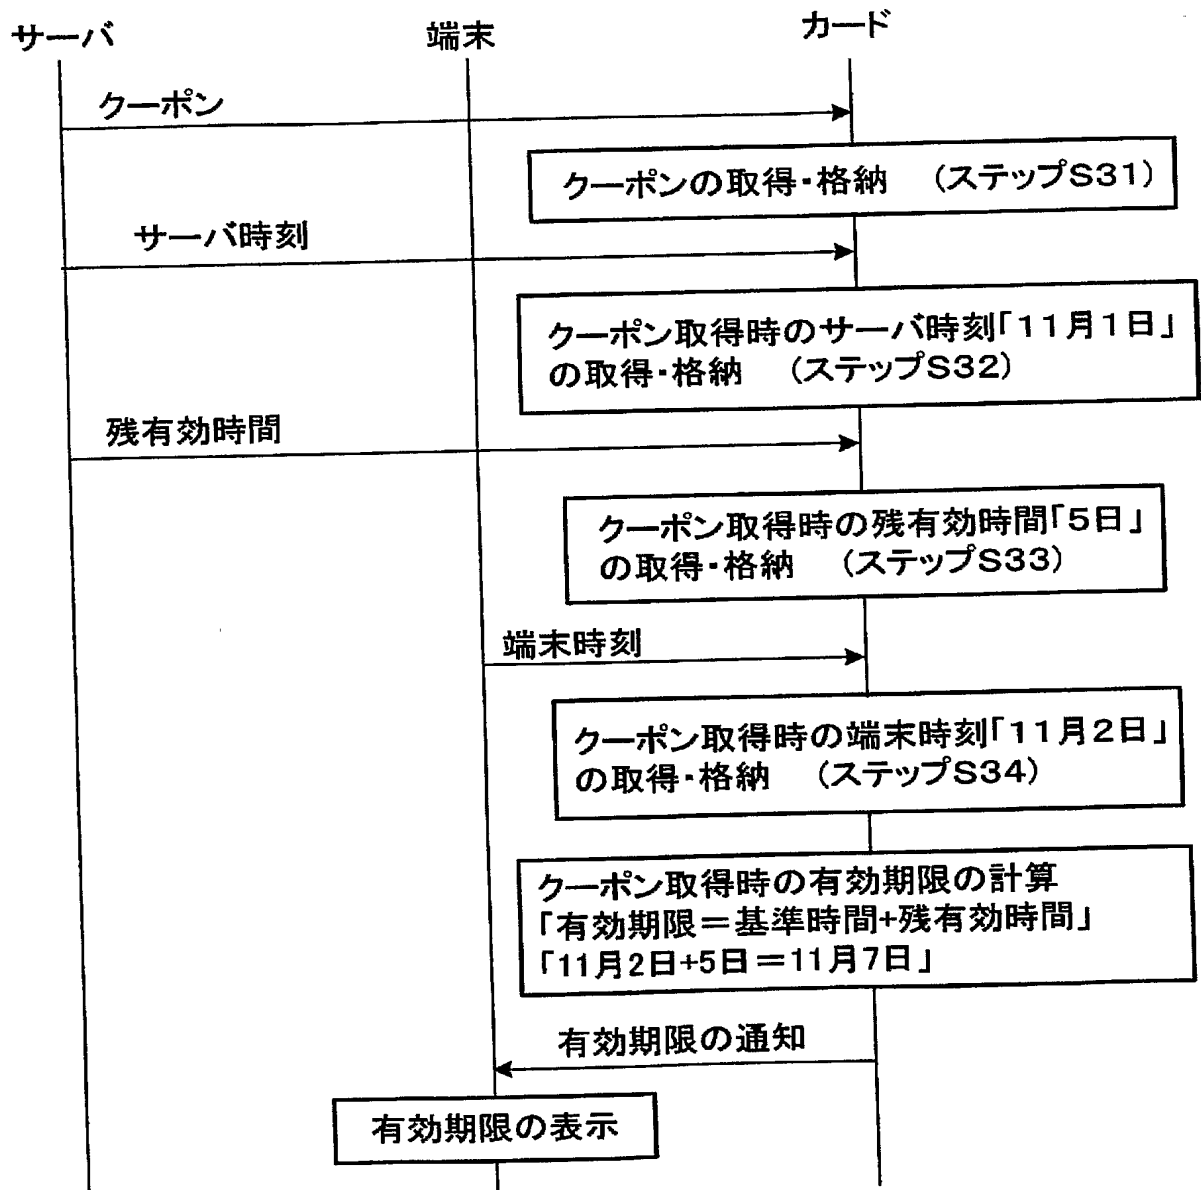 サーバ
端末
カード
クーポン
クーポンの取得・格納　(ステップS31)
サーバ時刻
クーポン取得時のサーバ時刻「11月1日」
の取得・格納　(ステップS32)
残有効時間
クーポン取得時の残有効時間「5日」
の取得・格納　(ステップS33)
端末時刻
クーポン取得時の端末時刻「11月2日」
の取得・格納　(ステップS34)
クーポン取得時の有効期限の計算
「有効期限＝基準時間+残有効時間」
「11月2日+5日＝11月7日」
有効期限の通知
有効期限の表示